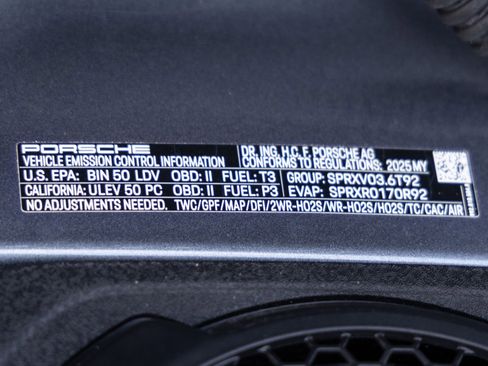 PORSCHE DR. ING. H.C. F. PORSCHE AG
VEHICLE EMISSION CONTROL INFORMATION CONFORMS TO REGULATIONS: 2025 MY
U.S. EPA: BIN 50 LDV OBD: II FUEL: T3 GROUP: SPRXV03.6T92
CALIFORNIA: ULEV 50 PC OBD: II FUEL: P3 EVAP: SPRXR0170R92
NO ADJUSTMENTS NEEDED TWC/GPF/MAP/DFI/2WR-HO2S/WR-HO2S/HO2S/TC/CAC/AIR